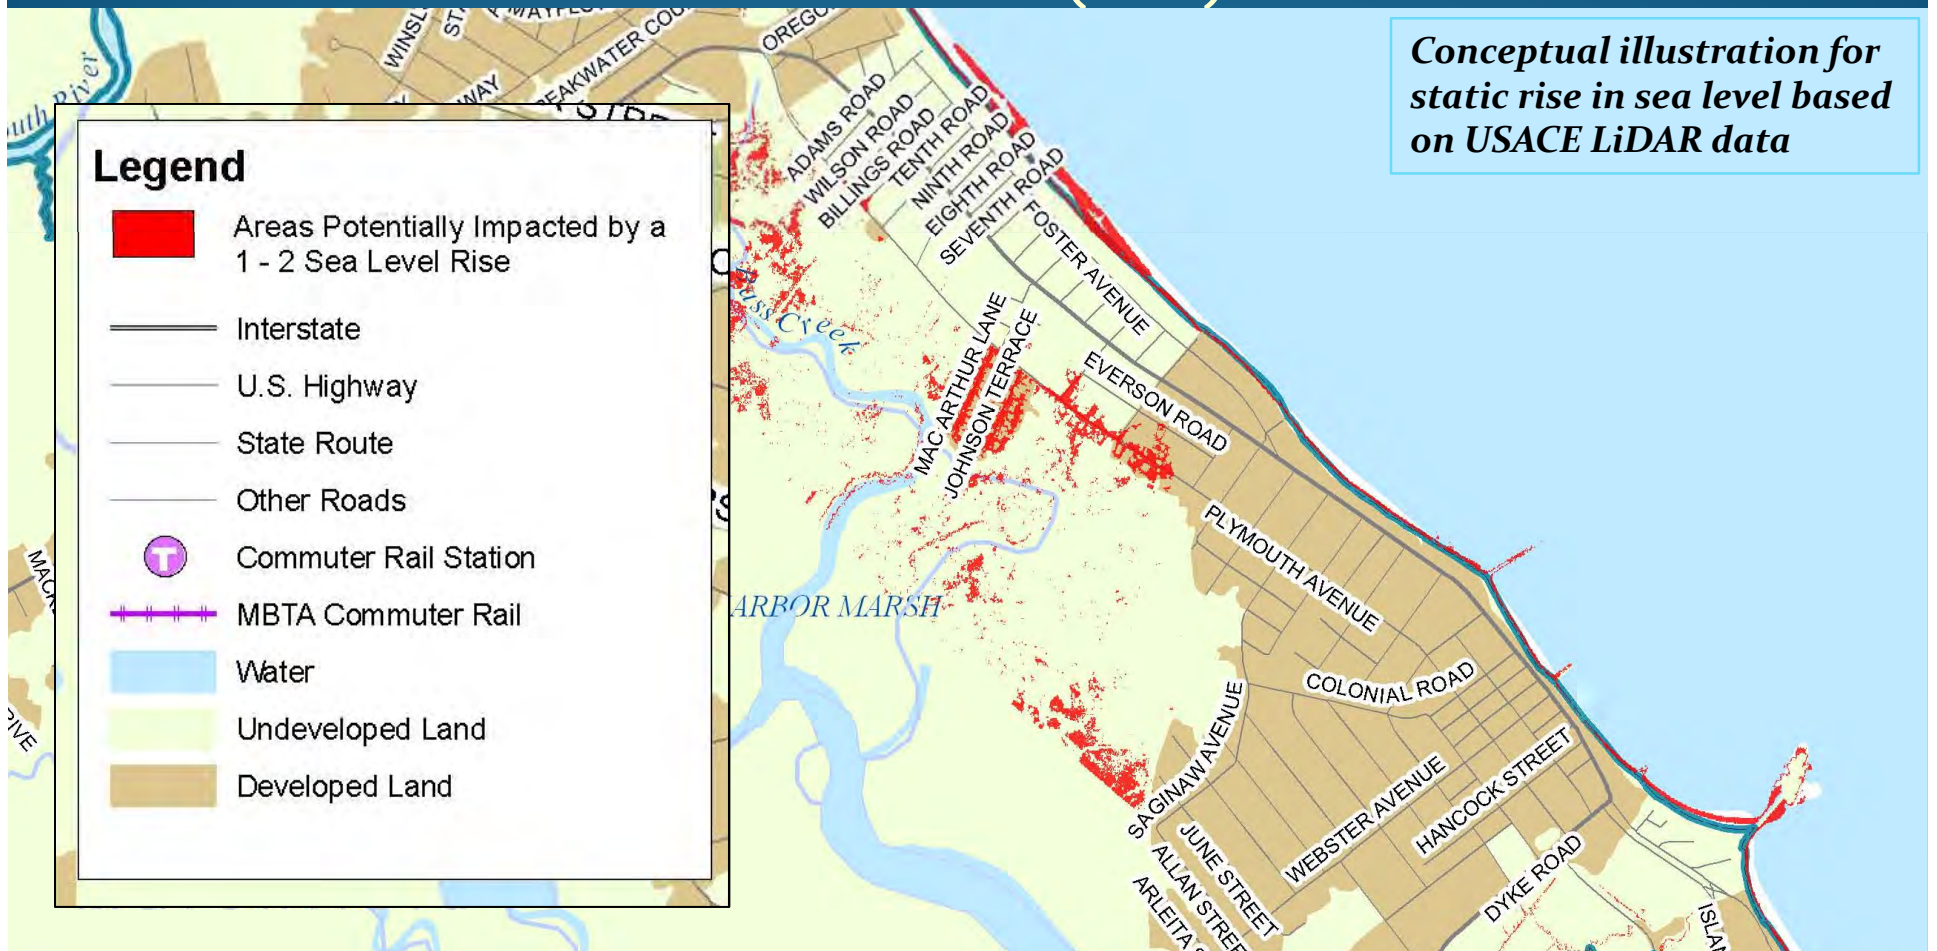 Conceptual illustration for
static rise in sea level based
on USACE LiDAR data
Legend
Areas Potentially Impacted by a
1 - 2 Sea Level Rise
Interstate
U.S. Highway
State Route
Other Roads
T
Commuter Rail Station
MBTA Commuter Rail
Water
Undeveloped Land
Developed Land
River
WAY
ADAMS ROAD
WILSON ROAD
BILLINGS ROAD
TENTH ROAD
NINTH ROAD
EIGHTH ROAD
SEVENTH ROAD
FOSTER AVENUE
Creek
MAC ARTHUR LANE
JOHNSON TERRACE
EVERSON ROAD
PLYMOUTH AVENUE
ARBOR MARSH
COLONIAL ROAD
SAGINAW AVENUE
WEBSTER AVENUE
HANCOCK STREET
JUNE STREET
ALLAN STREE
ARLEITA
DYKE ROAD